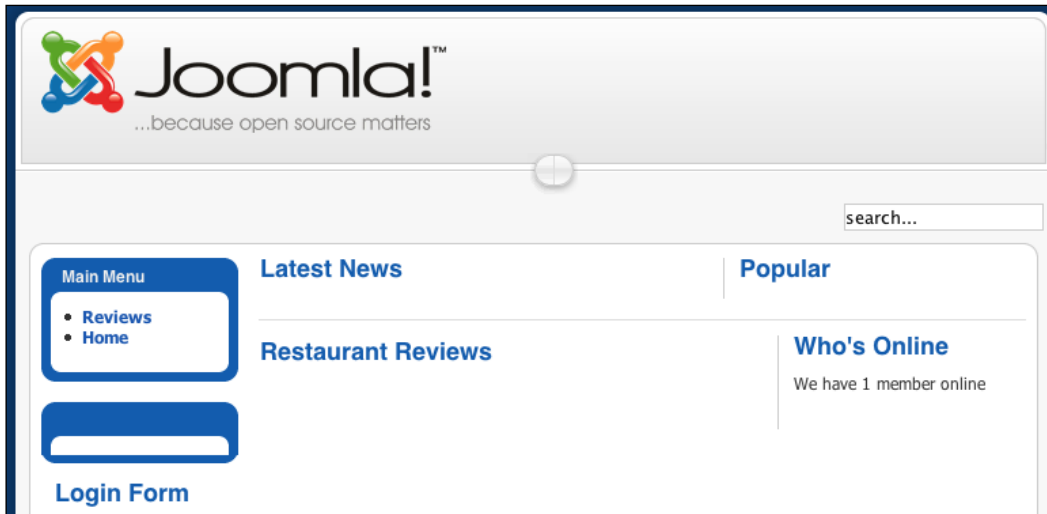 Joomla!™
...because open source matters
search...
Main Menu
• Reviews
• Home
Latest News
Popular
Restaurant Reviews
Who's Online
We have 1 member online
Login Form